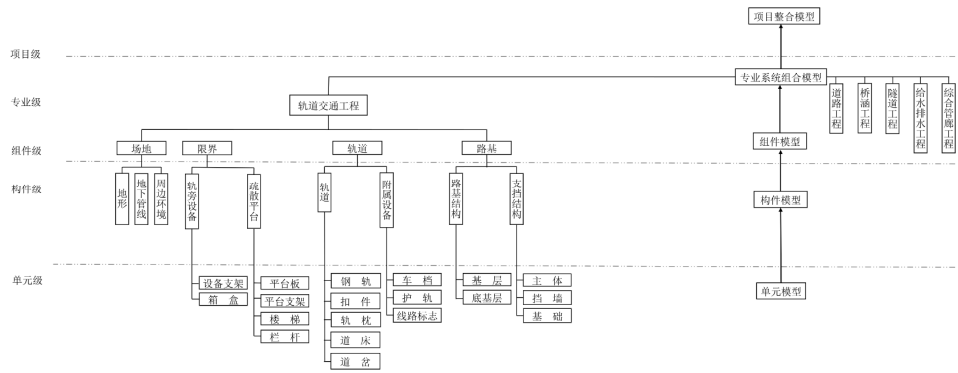 项目整合模型
项目级
专业系统组合模型
专业级
轨道交通工程
道路工程
桥涵工程
隧道工程
给水排水工程
综合管廊工程
组件级
场地
限界
轨道
路基
组件模型
构件级
地形
地下管线
周边环境
轨旁设备
疏散平台
轨道
附属设备
路基结构
支挡结构
构件模型
单元级
设备支架
箱盒
平台板
平台支架
楼梯
栏杆
钢轨
扣件
轨枕
道床
道岔
车档
护轨
线路标志
基层
底基层
主体
挡墙
基础
单元模型